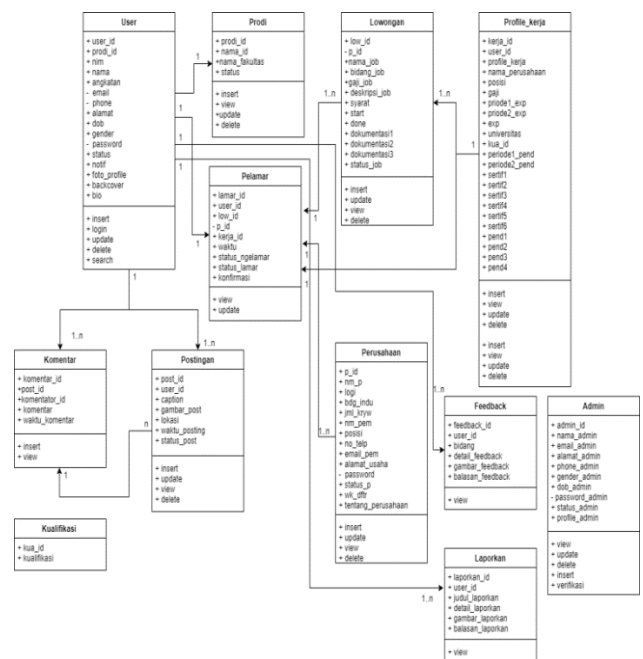 User
+ user_id
+ prodi_id
+ nim
+ nama
+ angkatan
- email
- phone
+ alamat
+ dob
+ gender
- password
+ status
+ notif
+ foto_profile
+ backcover
+ bio
+ insert
+ login
+ update
+ delete
+ search
1
1
1
1
1
1
Prodi
+ prodi_id
+ nama_id
+nama_fakultas
+ status
+ insert
+ view
+update
+ delete
1
Lowongan
+ low_id
- p_id
+nama_job
+ bidang_job
+gaji_job
+ deskripsi_job
+ syarat
+ start
+ done
+ dokumentasi1
+ dokumentasi2
+ dokumentasi3
+ status_job
+ insert
+ update
+ view
+ delete
1..n
1..n
1
Profile_kerja
+ kerja_id
+ user_id
+ profile_kerja
+ nama_perusahaan
+ posisi
+ gaji
+ priode1_exp
+ priode2_exp
+ exp
+ universitas
+ kua_id
+ periode1_pend
+ periode2_pend
+ sertif1
+ sertif2
+ sertif3
+ sertif4
+ sertif5
+ sertif6
+ pend1
+ pend2
+ pend3
+ pend4
+ insert
+ view
+ update
+ delete
+ insert
+ view
+ update
+ delete
Pelamar
+ lamar_id
+ user_id
+ low_id
- p_id
+ kerja_id
+ waktu
+ status_ngelamar
+ status_lamar
+ konfirmasi
+ view
+ update
1
1
1
1
1..n
1..n
Komentar
+ komentar_id
+post_id
+komentator_id
+ komentar
+ waktu_komentar
+ insert
+ view
1
n
Postingan
+ post_id
+ user_id
+ caption
+ gambar_post
+ lokasi
+ waktu_posting
+ status_post
+ insert
+ update
+ view
+ delete
Perusahaan
+ p_id
+ nm_p
+ logi
+ bdg_indu
+ jml_kryw
+ nm_pem
+ posisi
+ no_telp
+ email_pem
+ alamat_usaha
- password
+ status_p
+ wk_dftr
+ tentang_perusahaan
+ insert
+ update
+ view
+ delete
1..n
1..n
Feedback
+ feedback_id
+ user_id
+ bidang
+ detail_feedback
+ gambar_feedback
+ balasan_feedback
+ view
Admin
+ admin_id
+ nama_admin
+ email_admin
+ alamat_admin
+ phone_admin
+ gender_admin
+ dob_admin
- password_admin
+ status_admin
+ profile_admin
+ view
+ update
+ delete
+ insert
+ verifikasi
Kualifikasi
+ kua_id
+ kualifikasi
1..n
Laporkan
+ laporkan_id
+ user_id
+ judul_laporkan
+ detail_laporkan
+ gambar_laporkan
+ balasan_laporkan
+ view